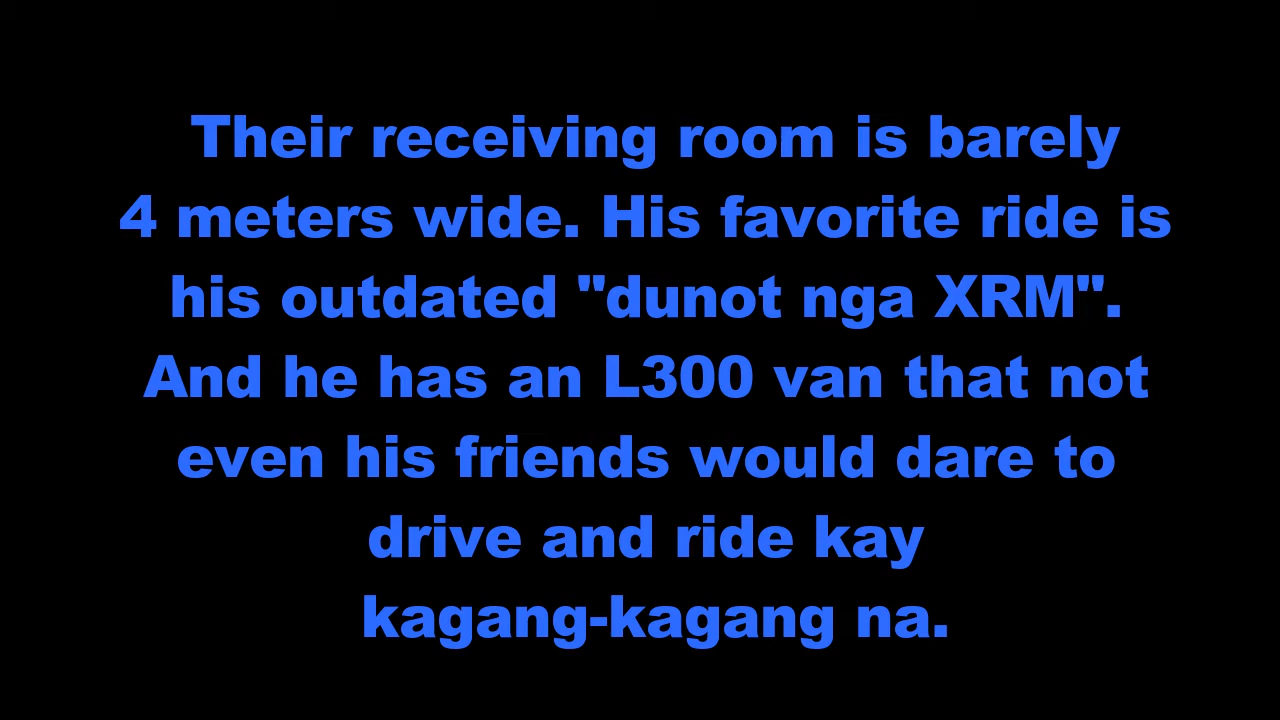 Their receiving room is barely
4 meters wide. His favorite ride is
his outdated "dunot nga XRM".
And he has an L300 van that not
even his friends would dare to
drive and ride kay
kagang-kagang na.